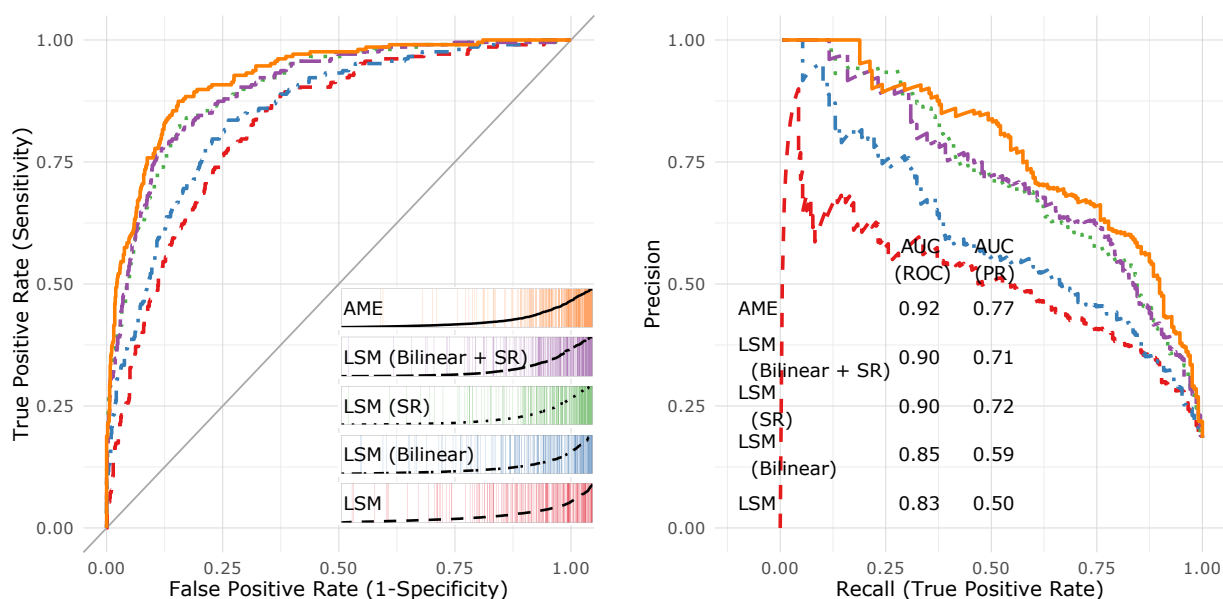 1.00
0.75
0.50
0.25
0.00
True Positive Rate (Sensitivity)
AME
LSM (Bilinear + SR)
LSM (SR)
LSM (Bilinear)
LSM
0.00 0.25 0.50 0.75 1.00
False Positive Rate (1-Specificity)
1.00
0.75
0.50
0.25
0.00
Precision
AUC AUC
(ROC) (PR)
AME 0.92 0.77
LSM
(Bilinear + SR) 0.90 0.71
LSM
(SR) 0.90 0.72
LSM
(Bilinear) 0.85 0.59
LSM 0.83 0.50
0.00 0.25 0.50 0.75 1.00
Recall (True Positive Rate)